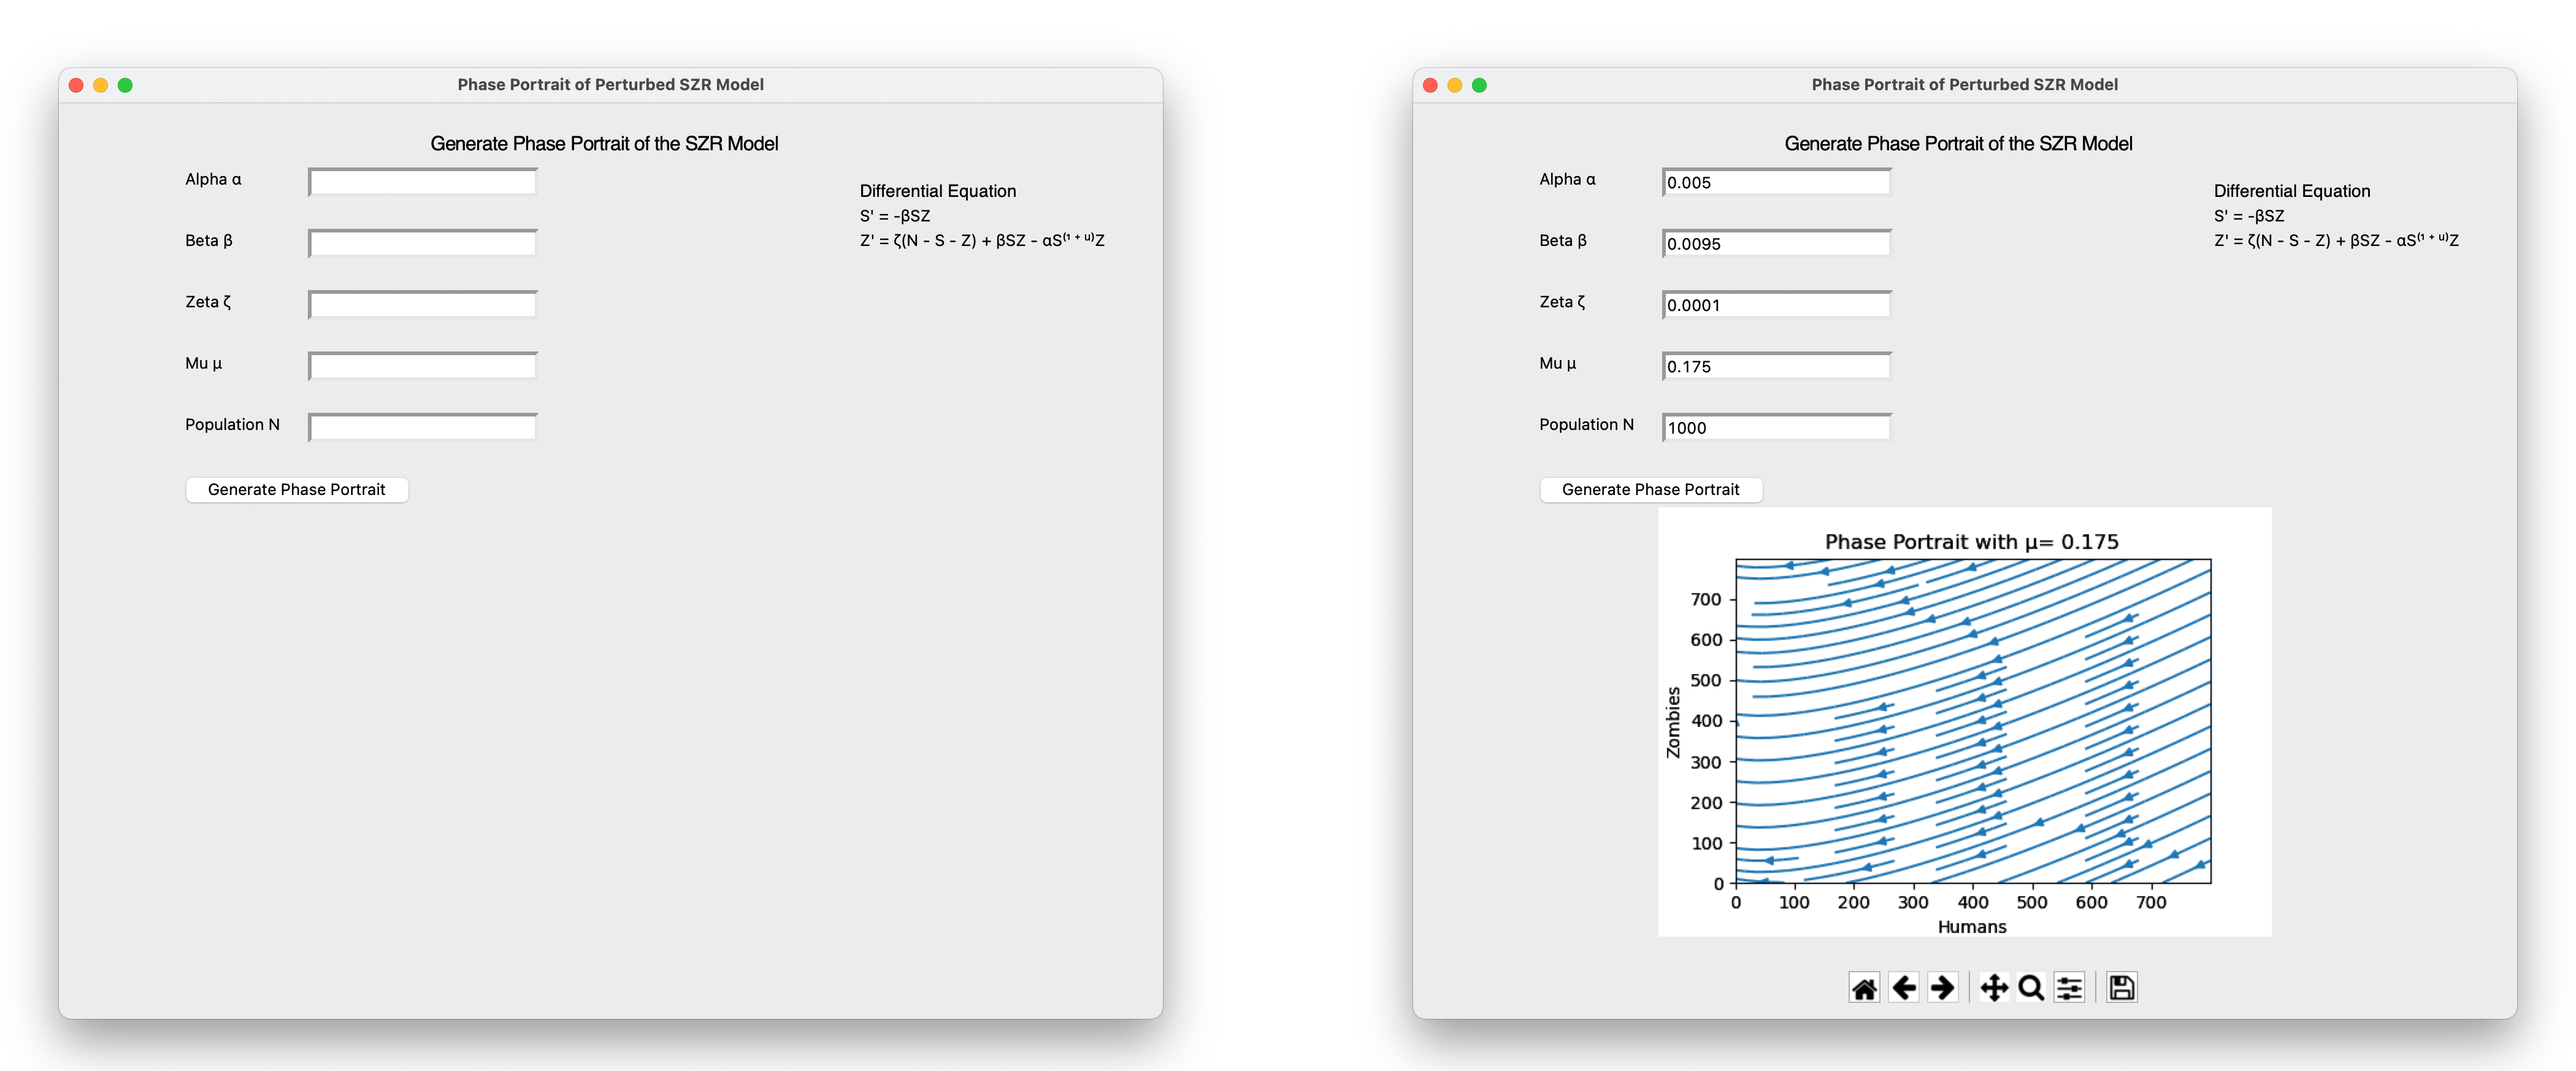 Phase Portrait of Perturbed SZR Model
Generate Phase Portrait of the SZR Model
Alpha α
Differential Equation
S' = -βSZ
Beta β
Z' = ζ(N - S - Z) + βSZ - αS⁽¹ ⁺ ᵘ⁾Z
Zeta ζ
Mu μ
Population N
Generate Phase Portrait
Phase Portrait of Perturbed SZR Model
Generate Phase Portrait of the SZR Model
Alpha α 0.005
Differential Equation
S' = -βSZ
Beta β 0.0095
Z' = ζ(N - S - Z) + βSZ - αS⁽¹ ⁺ ᵘ⁾Z
Zeta ζ 0.0001
Mu μ 0.175
Population N 1000
Generate Phase Portrait
Phase Portrait with μ= 0.175
700
600
500
400
300
200
100
0
Zombies
0 100 200 300 400 500 600 700
Humans